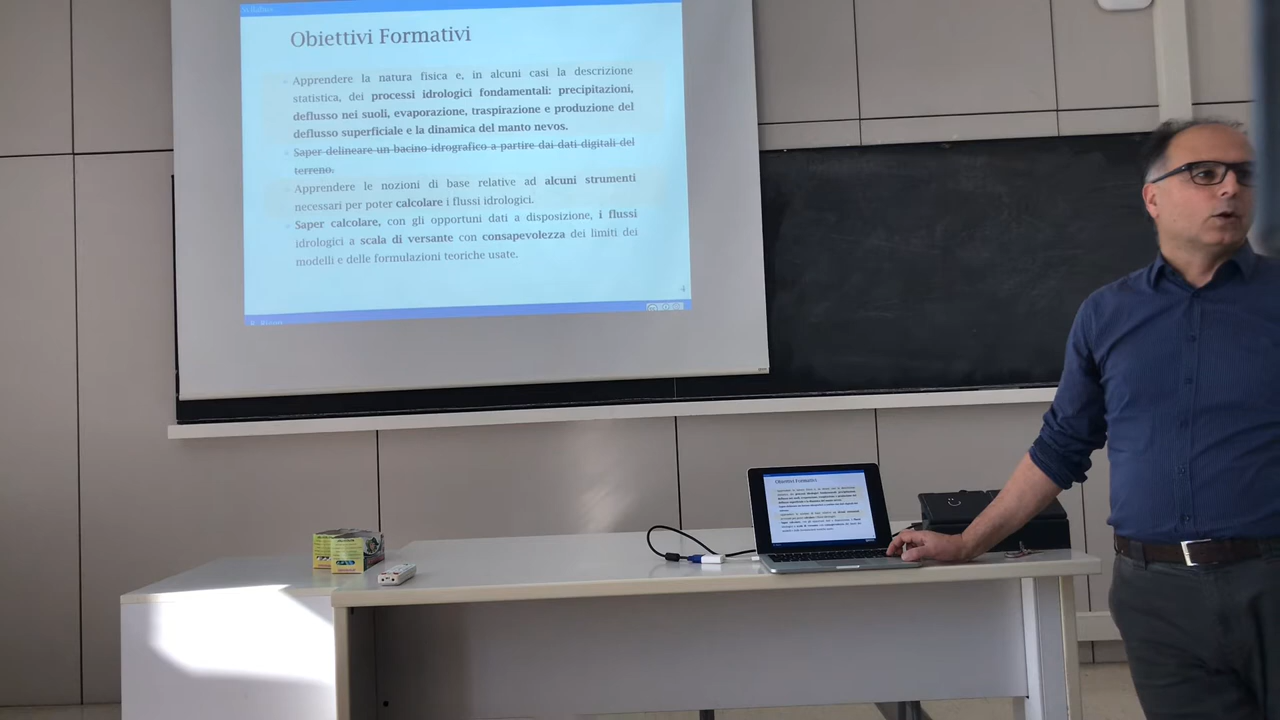 Syllabus
Obiettivi Formativi
Apprendere la natura fisica e, in alcuni casi la descrizione
statistica, dei processi idrologici fondamentali: precipitazioni,
deflusso nei suoli, evaporazione, traspirazione e produzione del
deflusso superficiale e la dinamica del manto nevos.
Saper delineare un bacino idrografico a partire dai dati digitali del
terreno.
Apprendere le nozioni di base relative ad alcuni strumenti
necessari per poter calcolare i flussi idrologici.
Saper calcolare, con gli opportuni dati a disposizione, i flussi
idrologici a scala di versante con consapevolezza dei limiti dei
modelli e delle formulazioni teoriche usate.
4
Obiettivi Formativi